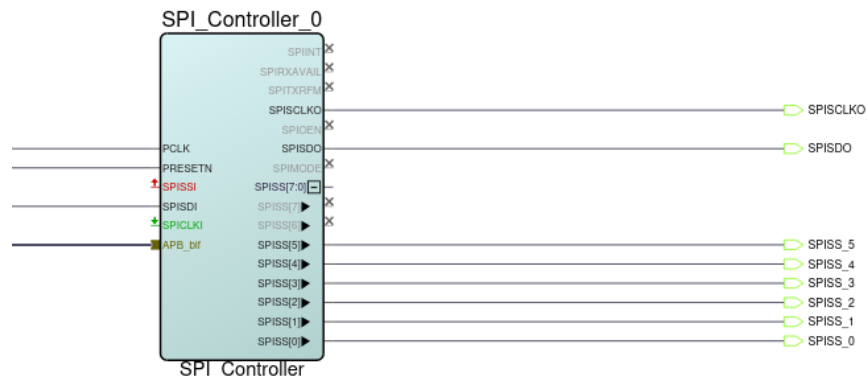 SPI_Controller_0
SPIINT
SPIRXAVAIL
SPITXRFM
SPISCLKO SPISCLKO
SPIOEN
PCLK SPISDO SPISDO
PRESETN SPIMODE
SPISSI SPISS[7:0]
SPISDI SPISS[7]
SPICLKI SPISS[6]
APB_bif SPISS[5] SPISS_5
SPISS[4] SPISS_4
SPISS[3] SPISS_3
SPISS[2] SPISS_2
SPISS[1] SPISS_1
SPISS[0] SPISS_0
SPI_Controller